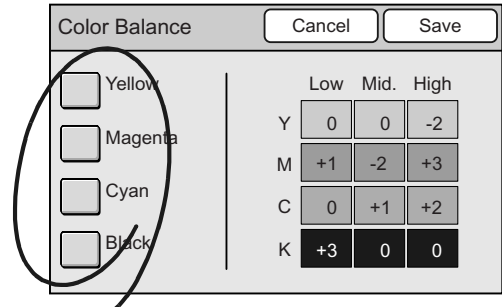 Color Balance Cancel Save
Yellow
Magenta
Cyan
Black
Low Mid. High
Y 0 0 -2
M +1 -2 +3
C 0 +1 +2
K +3 0 0